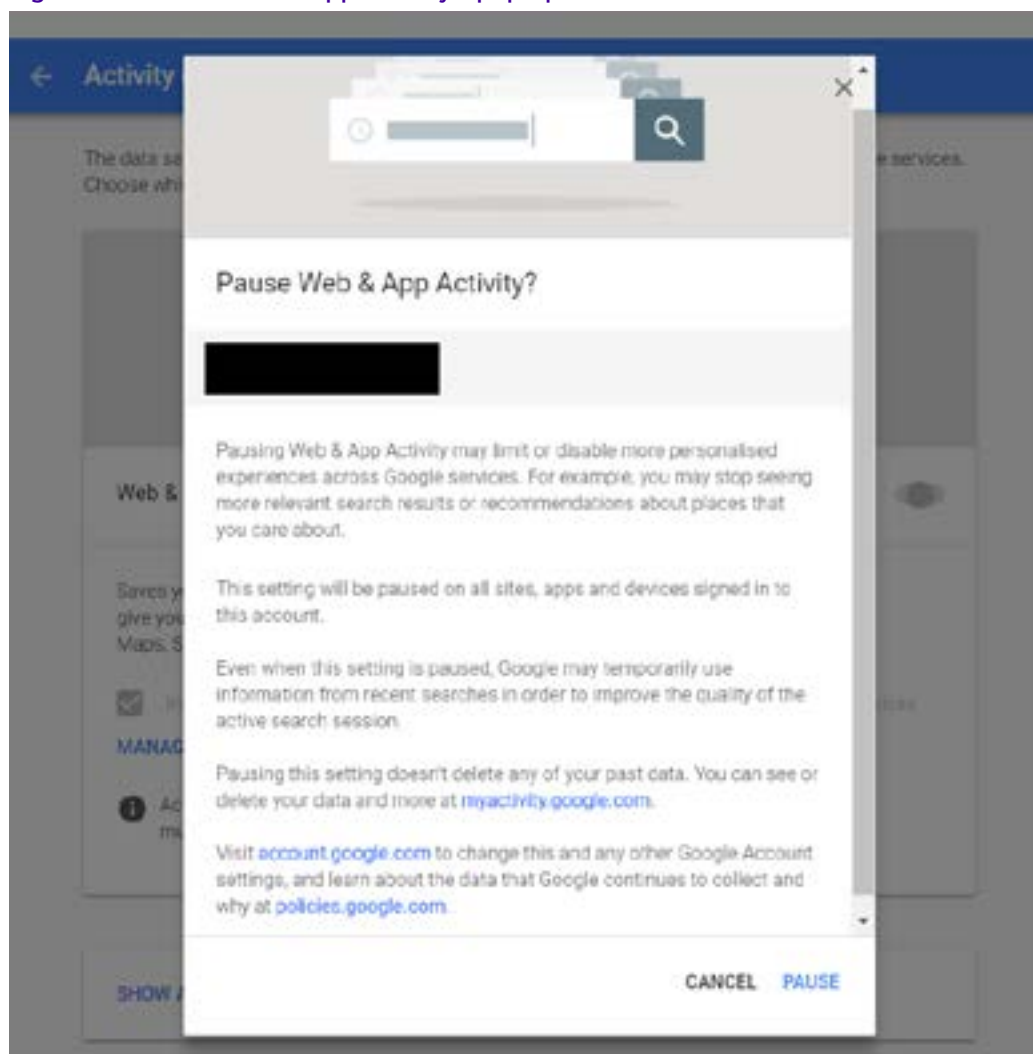 Activity
The data se
e services.
Choose whi
Pause Web & App Activity?
Pausing Web & App Activity may limit or disable more personalised
experiences across Google services. For example, you may stop seeing
more relevant search results or recommendations about places that
you care about.
Web &
This setting will be paused on all sites, apps and devices signed in to
this account.
Saves y
give you
Maps, S
Even when this setting is paused, Google may temporarily use
information from recent searches in order to improve the quality of the
active search session.
MANAG
Pausing this setting doesn't delete any of your past data. You can see or
delete your data and more at myactivity.google.com.
Ac
mu
Visit account.google.com to change this and any other Google Account
settings, and learn about the data that Google continues to collect and
why at policies.google.com.
CANCEL PAUSE
SHOW A